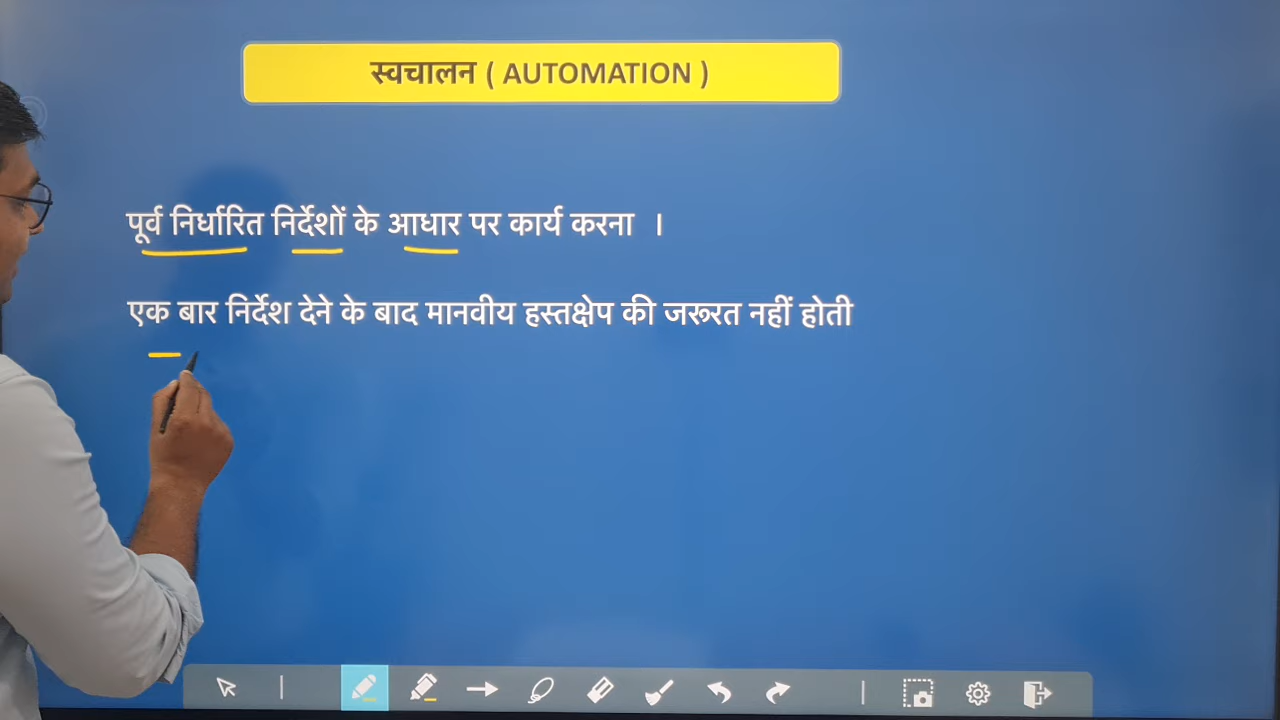 स्वचालन ( AUTOMATION )
पूर्व निर्धारित निर्देशों के आधार पर कार्य करना ।
एक बार निर्देश देने के बाद मानवीय हस्तक्षेप की जरूरत नहीं होती